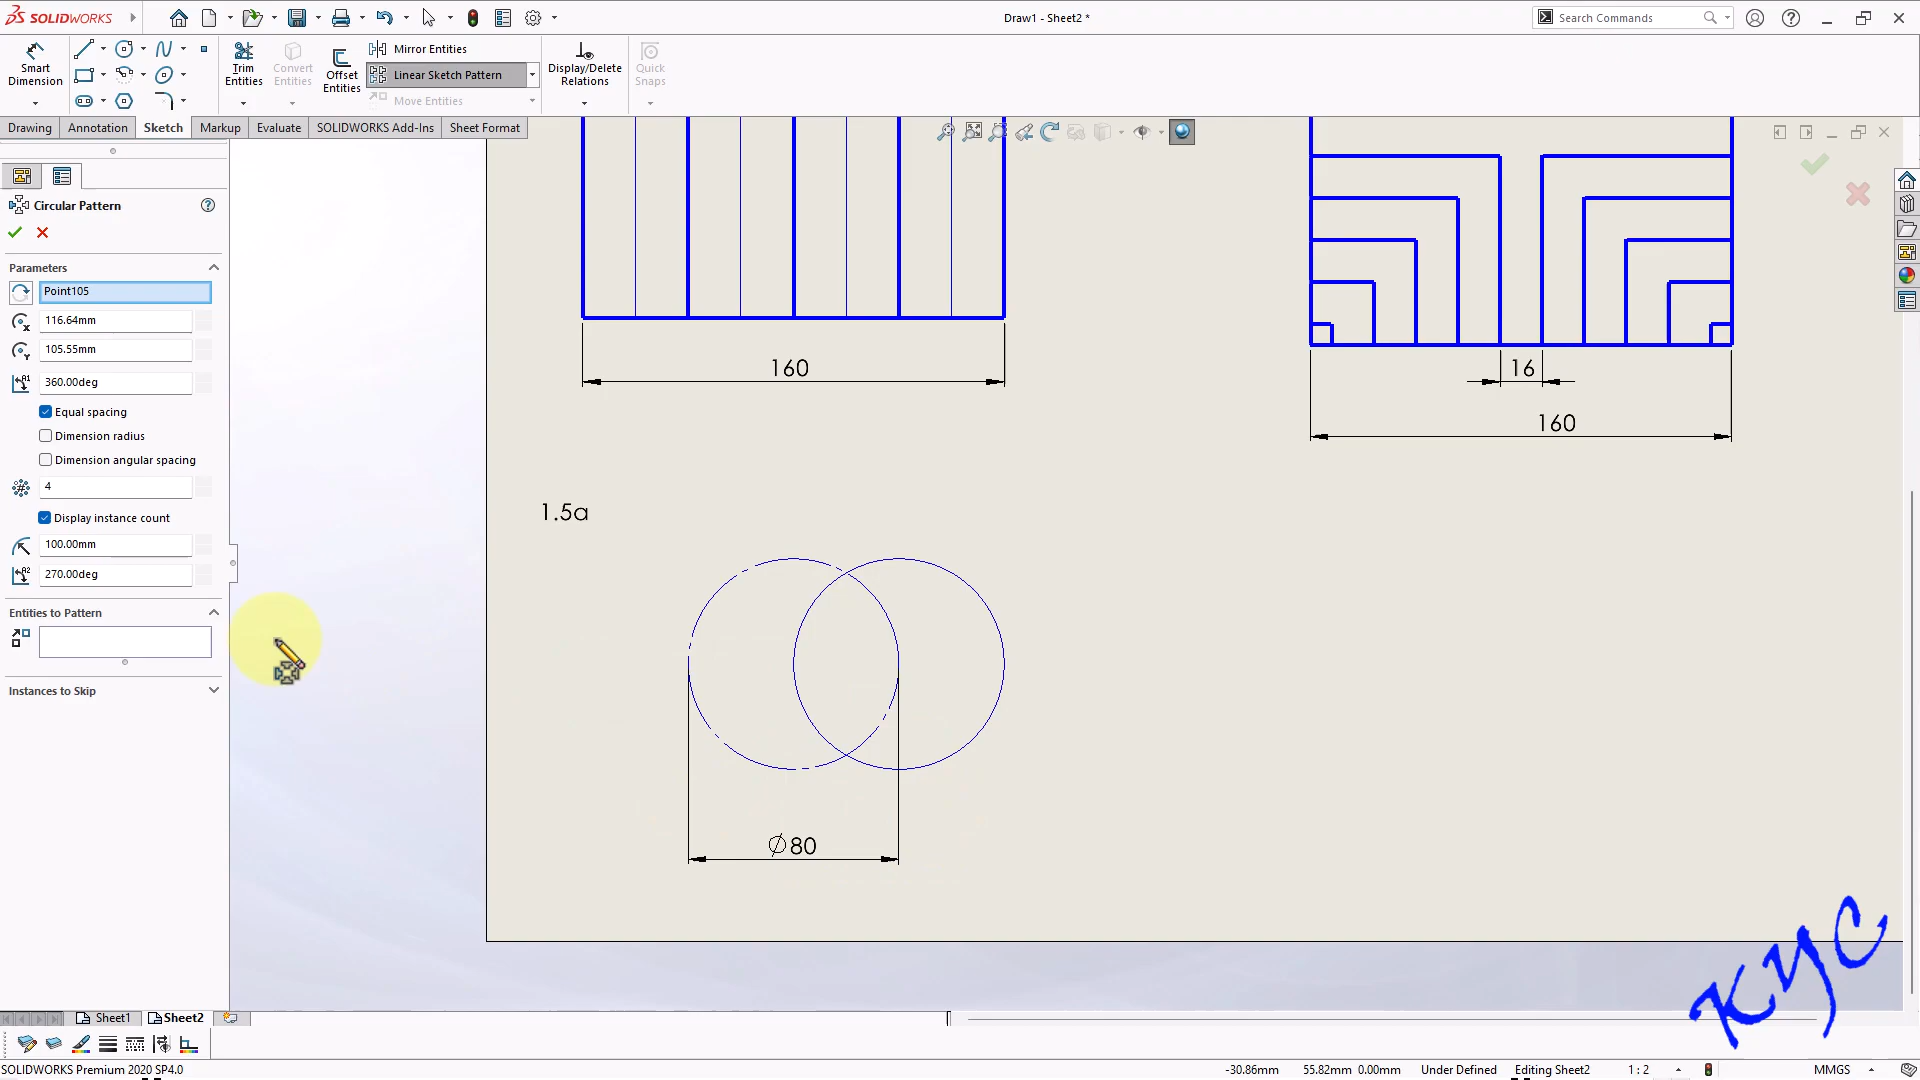 SOLIDWORKS
Draw1 - Sheet2 *
Search Commands
Smart Dimension
Trim Entities
Convert Entities
Offset Entities
Mirror Entities
Linear Sketch Pattern
Move Entities
Display/Delete Relations
Quick Snaps
Drawing
Annotation
Sketch
Markup
Evaluate
SOLIDWORKS Add-Ins
Sheet Format
Circular Pattern
Parameters
Point105
116.64mm
105.55mm
360.00deg
Equal spacing
Dimension radius
Dimension angular spacing
4
Display instance count
100.00mm
270.00deg
Entities to Pattern
Instances to Skip
160
16
160
1.5a
∅80
KYC
Sheet1
Sheet2
SOLIDWORKS Premium 2020 SP4.0
-30.86mm
55.82mm 0.00mm
Under Defined
Editing Sheet2
1 : 2
MMGS